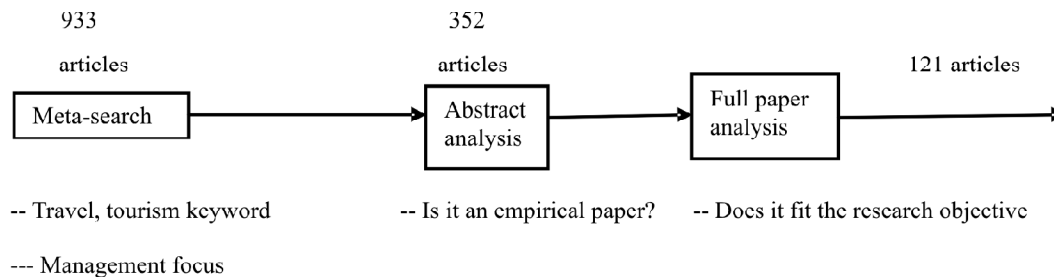 933
articles
352
articles
121 articles
Meta-search
Abstract
analysis
Full paper
analysis
-- Travel, tourism keyword
--- Management focus
-- Is it an empirical paper?
-- Does it fit the research objective